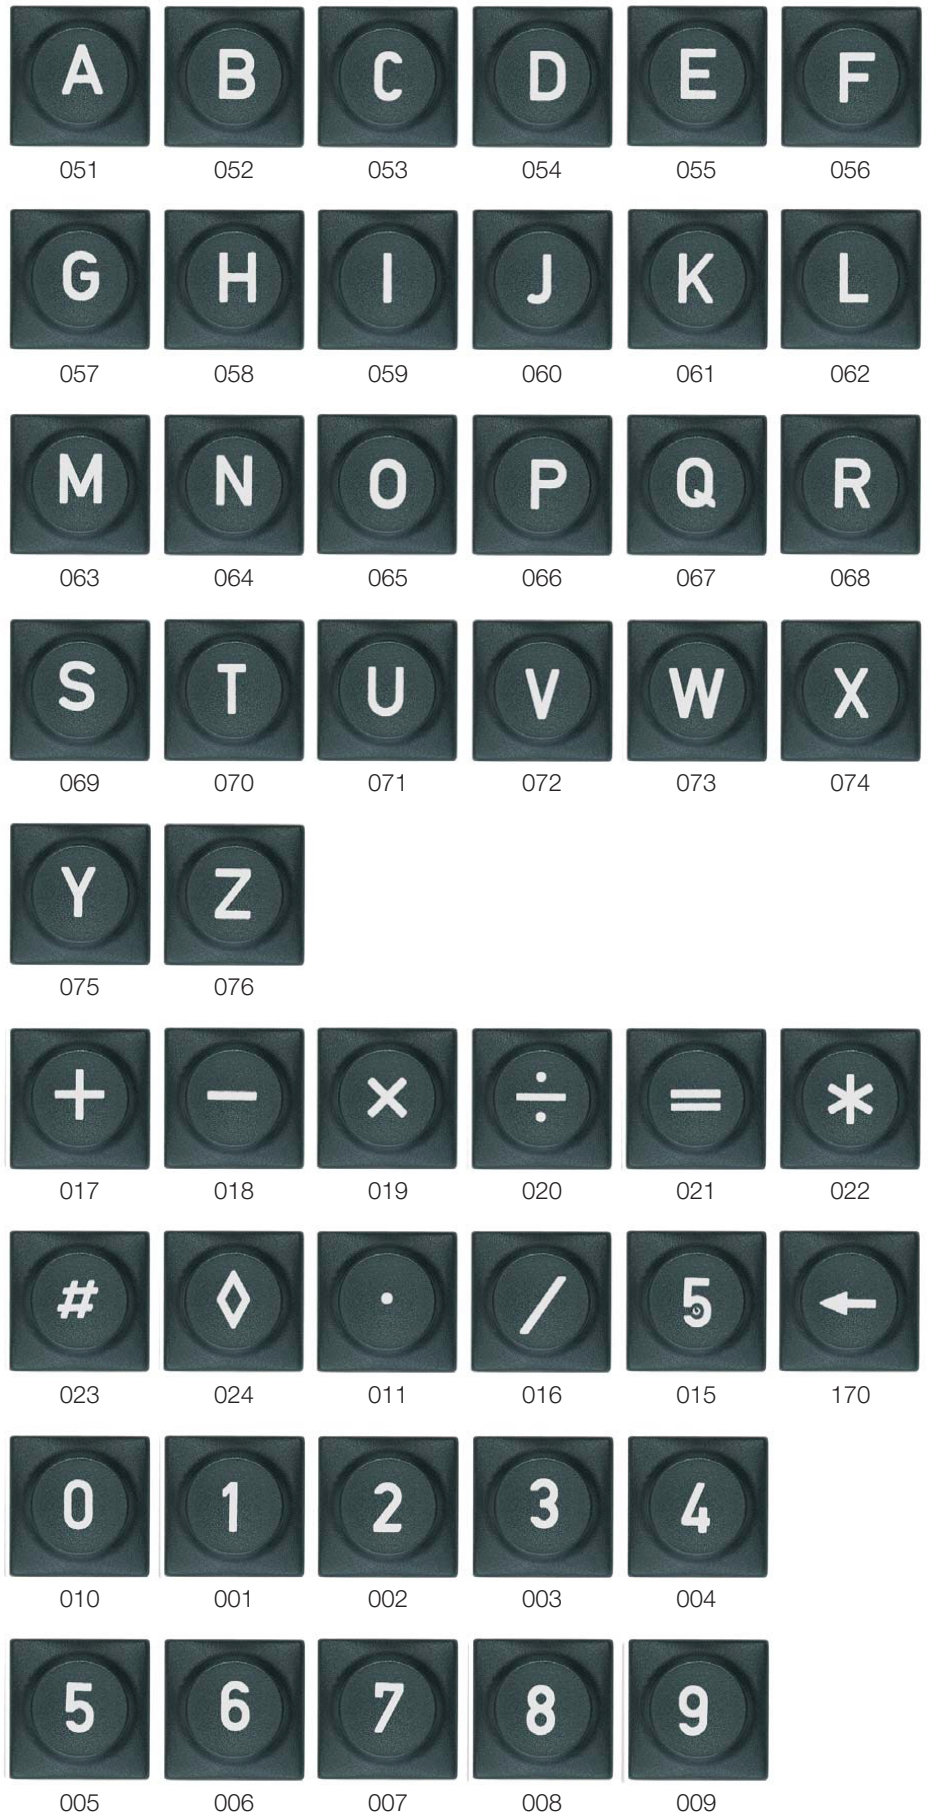 A B C D E F
051 052 053 054 055 056
G H I J K L
057 058 059 060 061 062
M N O P Q R
063 064 065 066 067 068
S T U V W X
069 070 071 072 073 074
Y Z
075 076
+ − × ÷ = *
017 018 019 020 021 022
# ◊ · / 5 ←
023 024 011 016 015 170
0 1 2 3 4
010 001 002 003 004
5 6 7 8 9
005 006 007 008 009